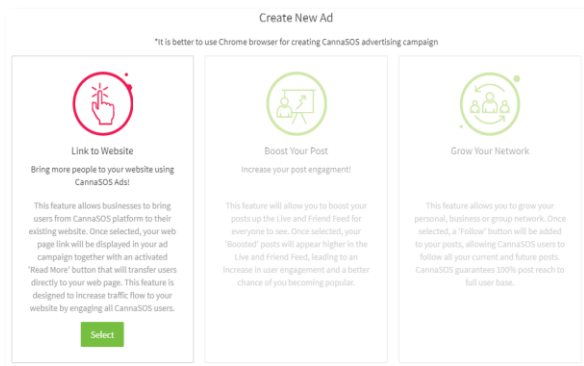 Create New Ad
*It is better to use Chrome browser for creating CannaSOS advertising campaign
Link to Website
Bring more people to your website using
CannaSOS Ads!
This feature allows businesses to bring
users from CannaSOS platform to their
existing website. Once selected, your web
page link will be displayed in your ad
campaign together with an activated
'Read More' button that will transfer users
directly to your web page. This feature is
designed to increase traffic flow to your
website by engaging all CannaSOS users.
Select
Boost Your Post
Increase your post engagment!
This feature will allow you to boost your
posts up the Live and Friend Feed for
everyone to see. Once selected, your
'Boosted' posts will appear higher in the
Live and Friend Feed, leading to an
increase in user engagement and a better
chance of you becoming popular.
Grow Your Network
This feature allows you to grow your
personal, business or group network. Once
selected, a 'Follow' button will be added
to your posts, allowing CannaSOS users to
follow all your current and future posts.
CannaSOS guarantees 100% post reach to
full user base.